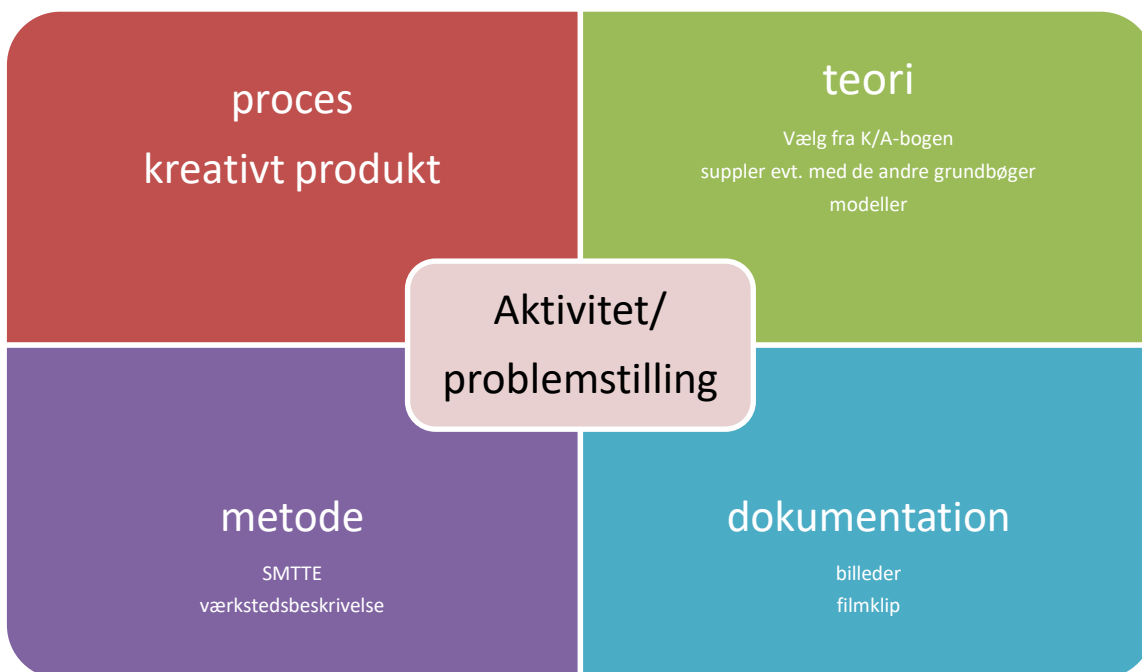 proces
kreativt produkt
teori
Vælg fra K/A-bogen
suppler evt. med de andre grundbøger
modeller
Aktivitet/
problemstilling
metode
SMTTE
værkstedsbeskrivelse
dokumentation
billeder
filmklip